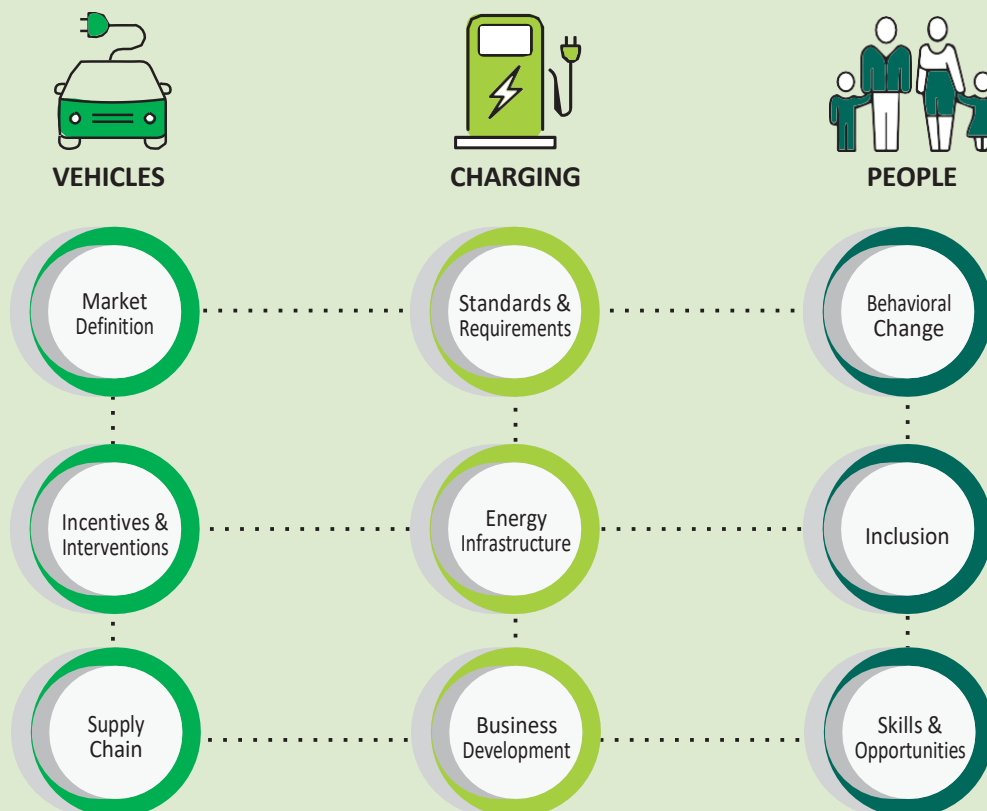 VEHICLES
CHARGING
PEOPLE
Market
Definition
Standards &
Requirements
Behavioral
Change
Incentives &
Interventions
Energy
Infrastructure
Inclusion
Supply
Chain
Business
Development
Skills &
Opportunities